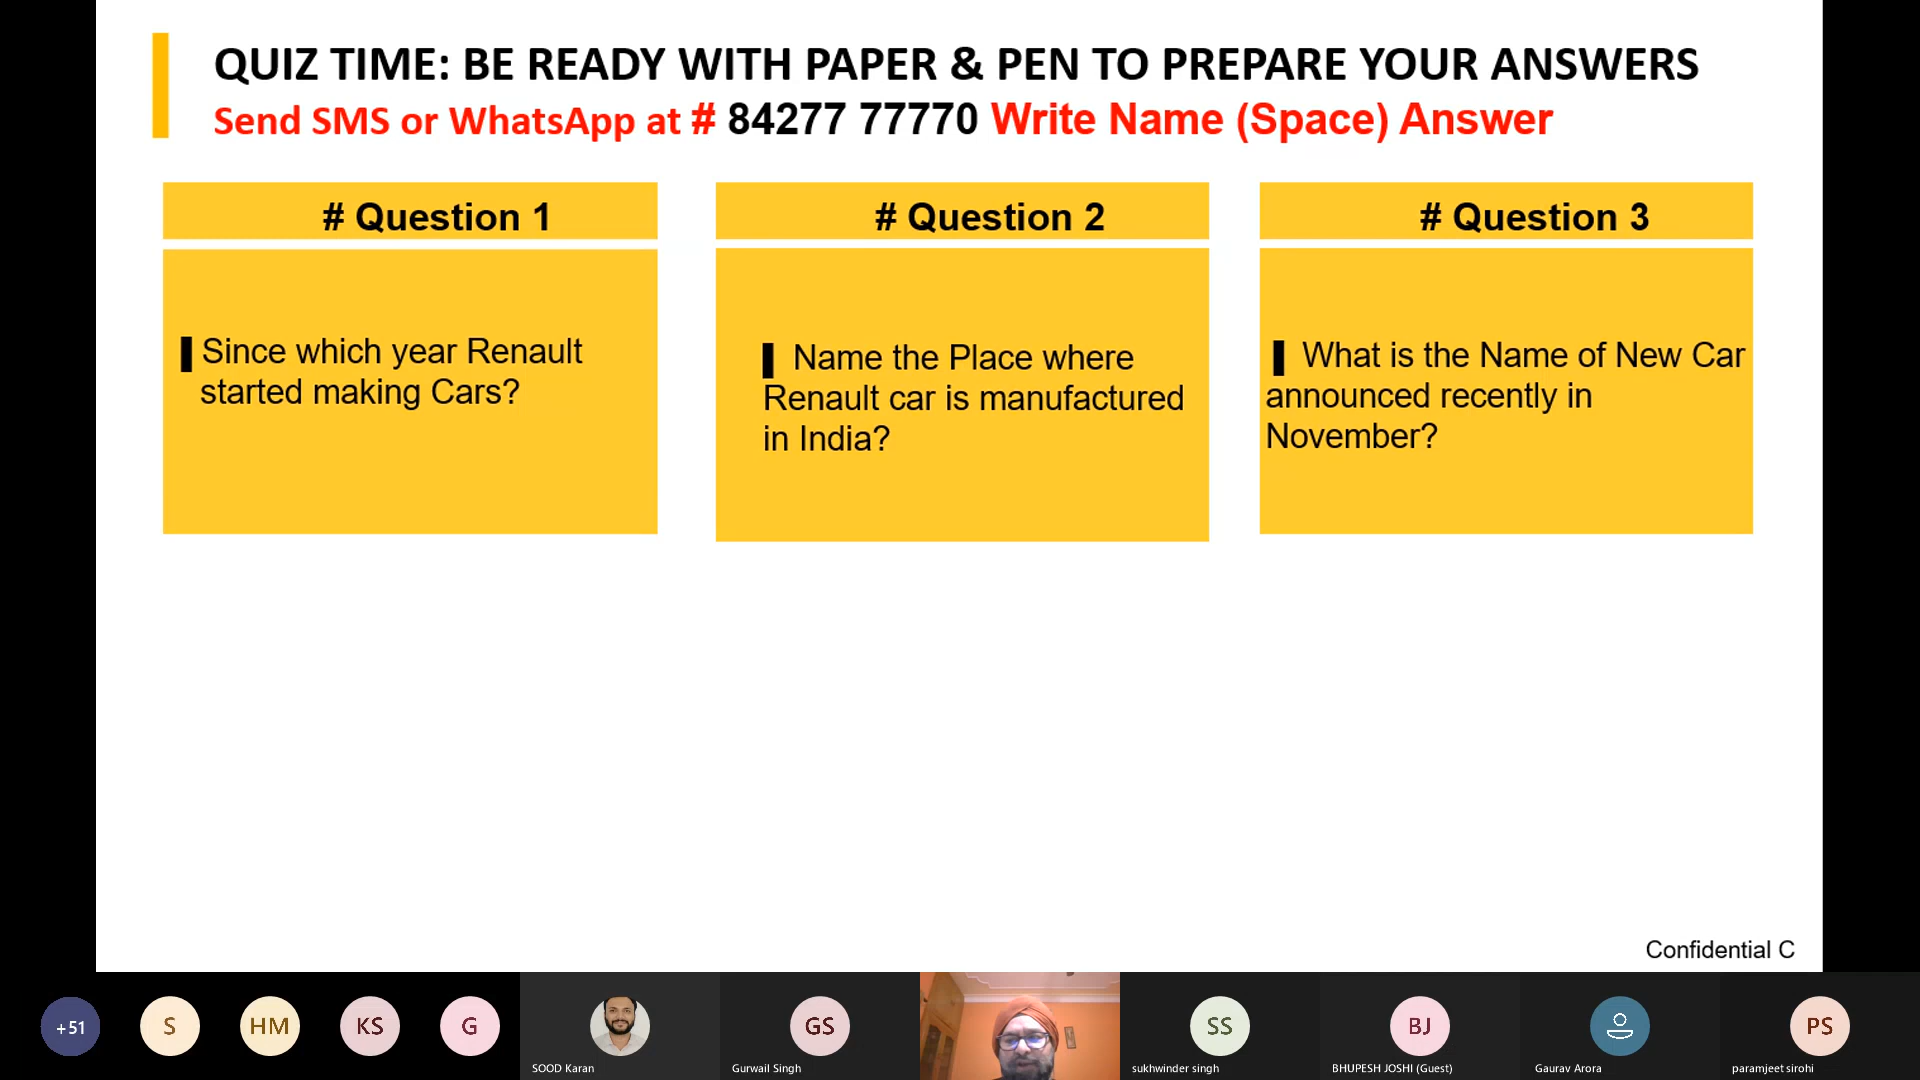 QUIZ TIME: BE READY WITH PAPER & PEN TO PREPARE YOUR ANSWERS
Send SMS or WhatsApp at # 84277 77770 Write Name (Space) Answer
# Question 1
Since which year Renault
started making Cars?
# Question 2
Name the Place where
Renault car is manufactured
in India?
# Question 3
What is the Name of New Car
announced recently in
November?
Confidential C
+51
S
HM
KS
G
SOOD Karan
GS
Gurwail Singh
SS
sukhwinder singh
BJ
BHUPESH JOSHI (Guest)
Gaurav Arora
PS
paramjeet sirohi